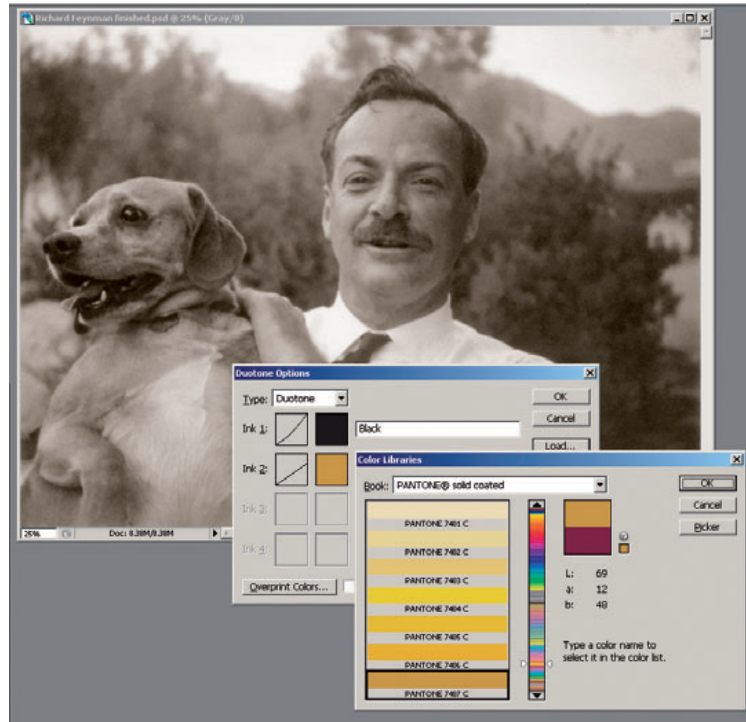 Richard Feynman finished.psd @ 25% (Gray/8)
Duotone Options
Type: Duotone
OK
Cancel
Load...
Ink 1:
Black
Ink 2:
Ink 3:
Ink 4:
Overprint Colors...
25%
Doc: 8.38M/8.38M
Color Libraries
Book: PANTONE® solid coated
OK
Cancel
Picker
PANTONE 7401 C
PANTONE 7402 C
PANTONE 7403 C
PANTONE 7404 C
PANTONE 7405 C
PANTONE 7406 C
PANTONE 7407 C
L: 69
a: 12
b: 48
Type a color name to
select it in the color list.